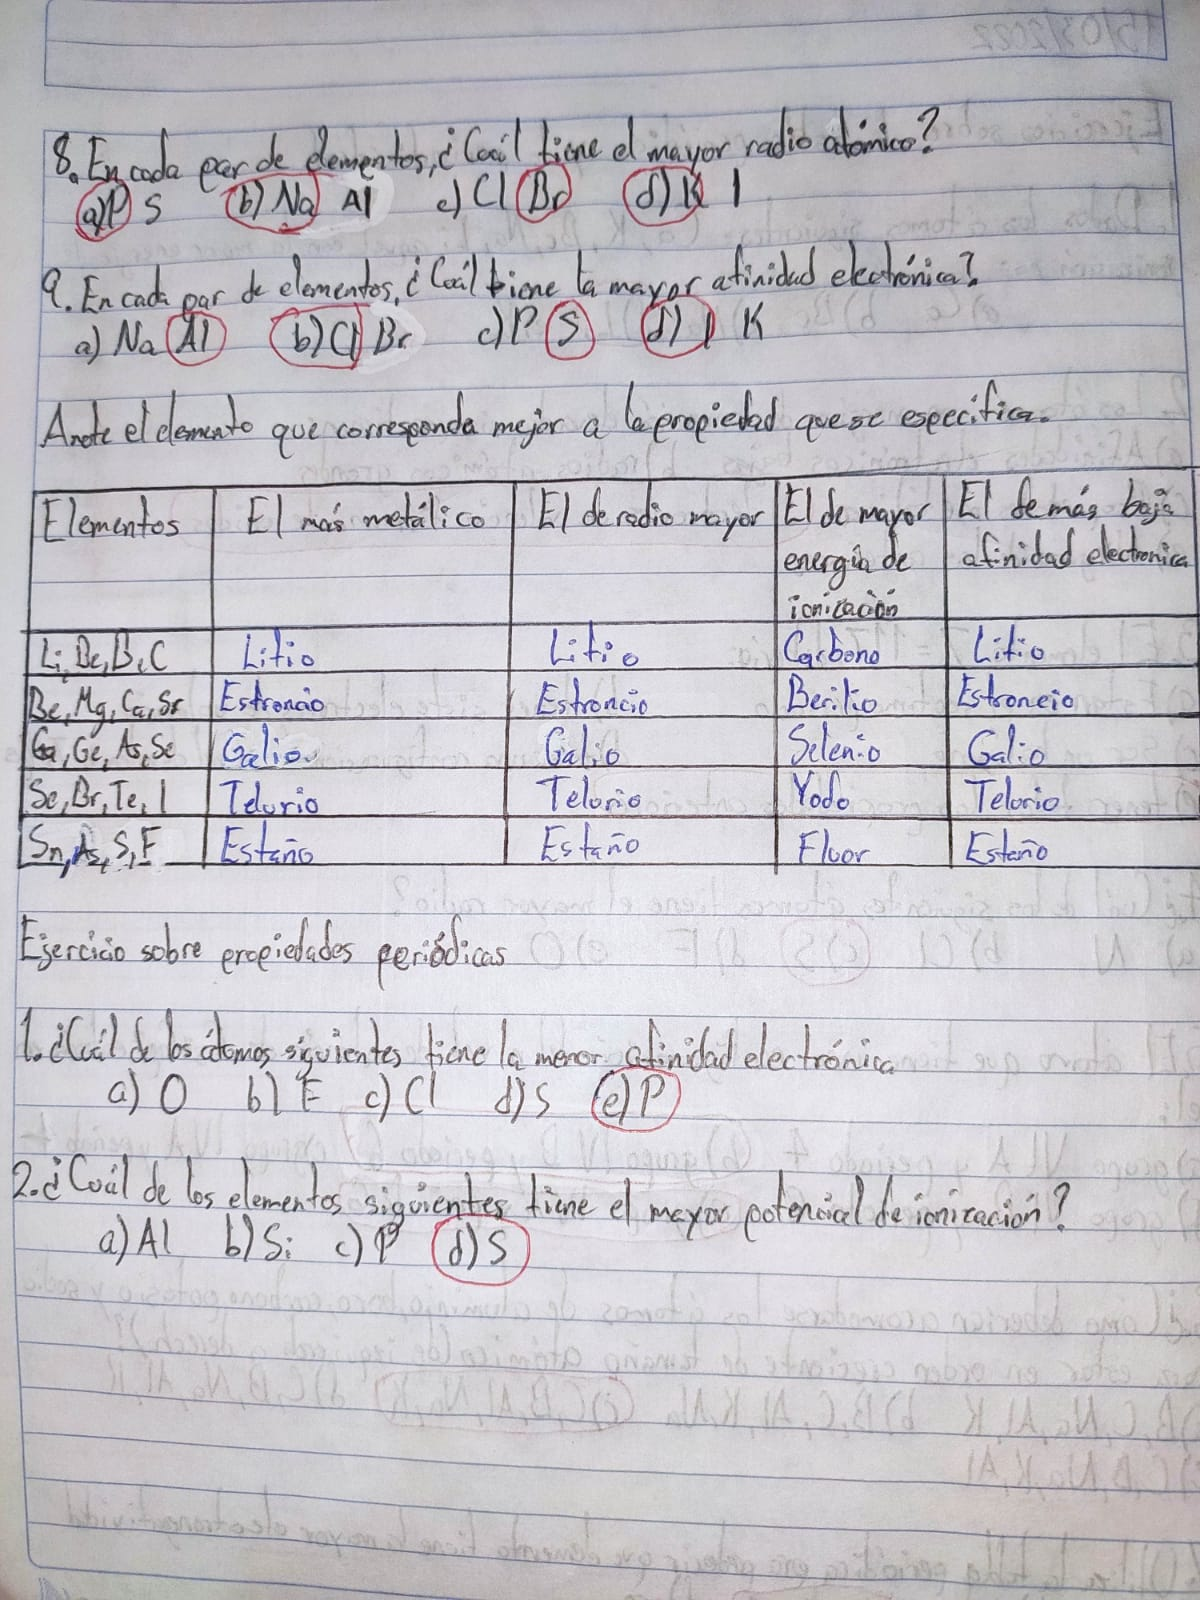 8. En cada par de elementos, ¿Cuál tiene el mayor radio atómico?
a) P S b) Na Al c) Cl Br d) K I
9. En cada par de elementos, ¿Cuál tiene la mayor afinidad electrónica?
a) Na Al b) Cl Br c) P S d) I K
Anote el elemento que corresponda mejor a la propiedad que se especifica.
Elementos El más metálico El de radio mayor El de mayor energía de ionización El de más baja afinidad electronica
Li, Be, B, C Litio Litio Carbono Litio
Be, Mg, Ca, Sr Estroncio Estroncio Berilio Estroncio
Ga, Ge, As, Se Galio Galio Selenio Galio
Se, Br, Te, I Telurio Telurio Yodo Telurio
Sn, As, S, F Estaño Estaño Fluor Estaño
Ejercicio sobre propiedades periódicas
1. ¿Cuál de los átomos siguientes tiene la menor afinidad electrónica
a) O b) F c) Cl d) S e) P
2. ¿Cuál de los elementos siguientes tiene el mayor potencial de ionización?
a) Al b) Si c) P d) S